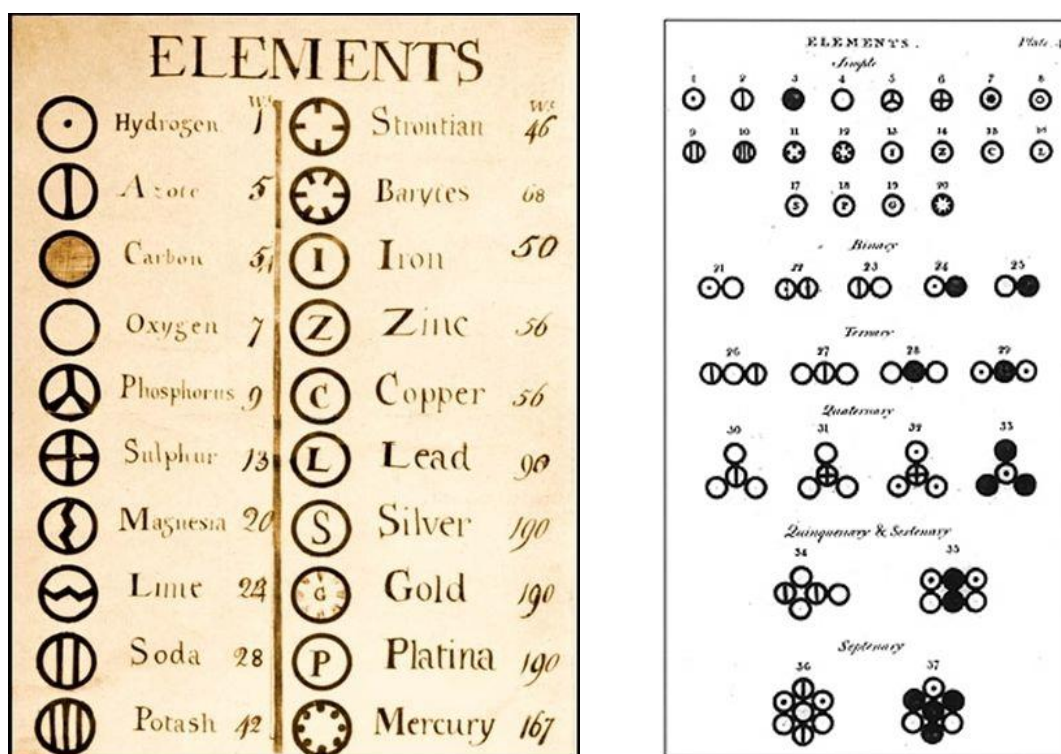 ELEMENTS
Wt
Hydrogen 1
Azote 5
Carbon 5,4
Oxygen 7
Phosphorus 9
Sulphur 13
Magnesia 20
Lime 24
Soda 28
Potash 42
Wt
Strontian 46
Barytes 68
I Iron 50
Z Zinc 56
C Copper 56
L Lead 90
S Silver 190
G Gold 190
P Platina 190
Mercury 167
ELEMENTS. Plate 4
Simple
1 2 3 4 5 6 7 8
9 10 11 12 13 14 15 16
I Z C L
17 18 19 20
S P G
Binary
21 22 23 24 25
Ternary
26 27 28 29
Quaternary
30 31 32 33
Quinquenary & Sextenary
34 35
Septenary
36 37